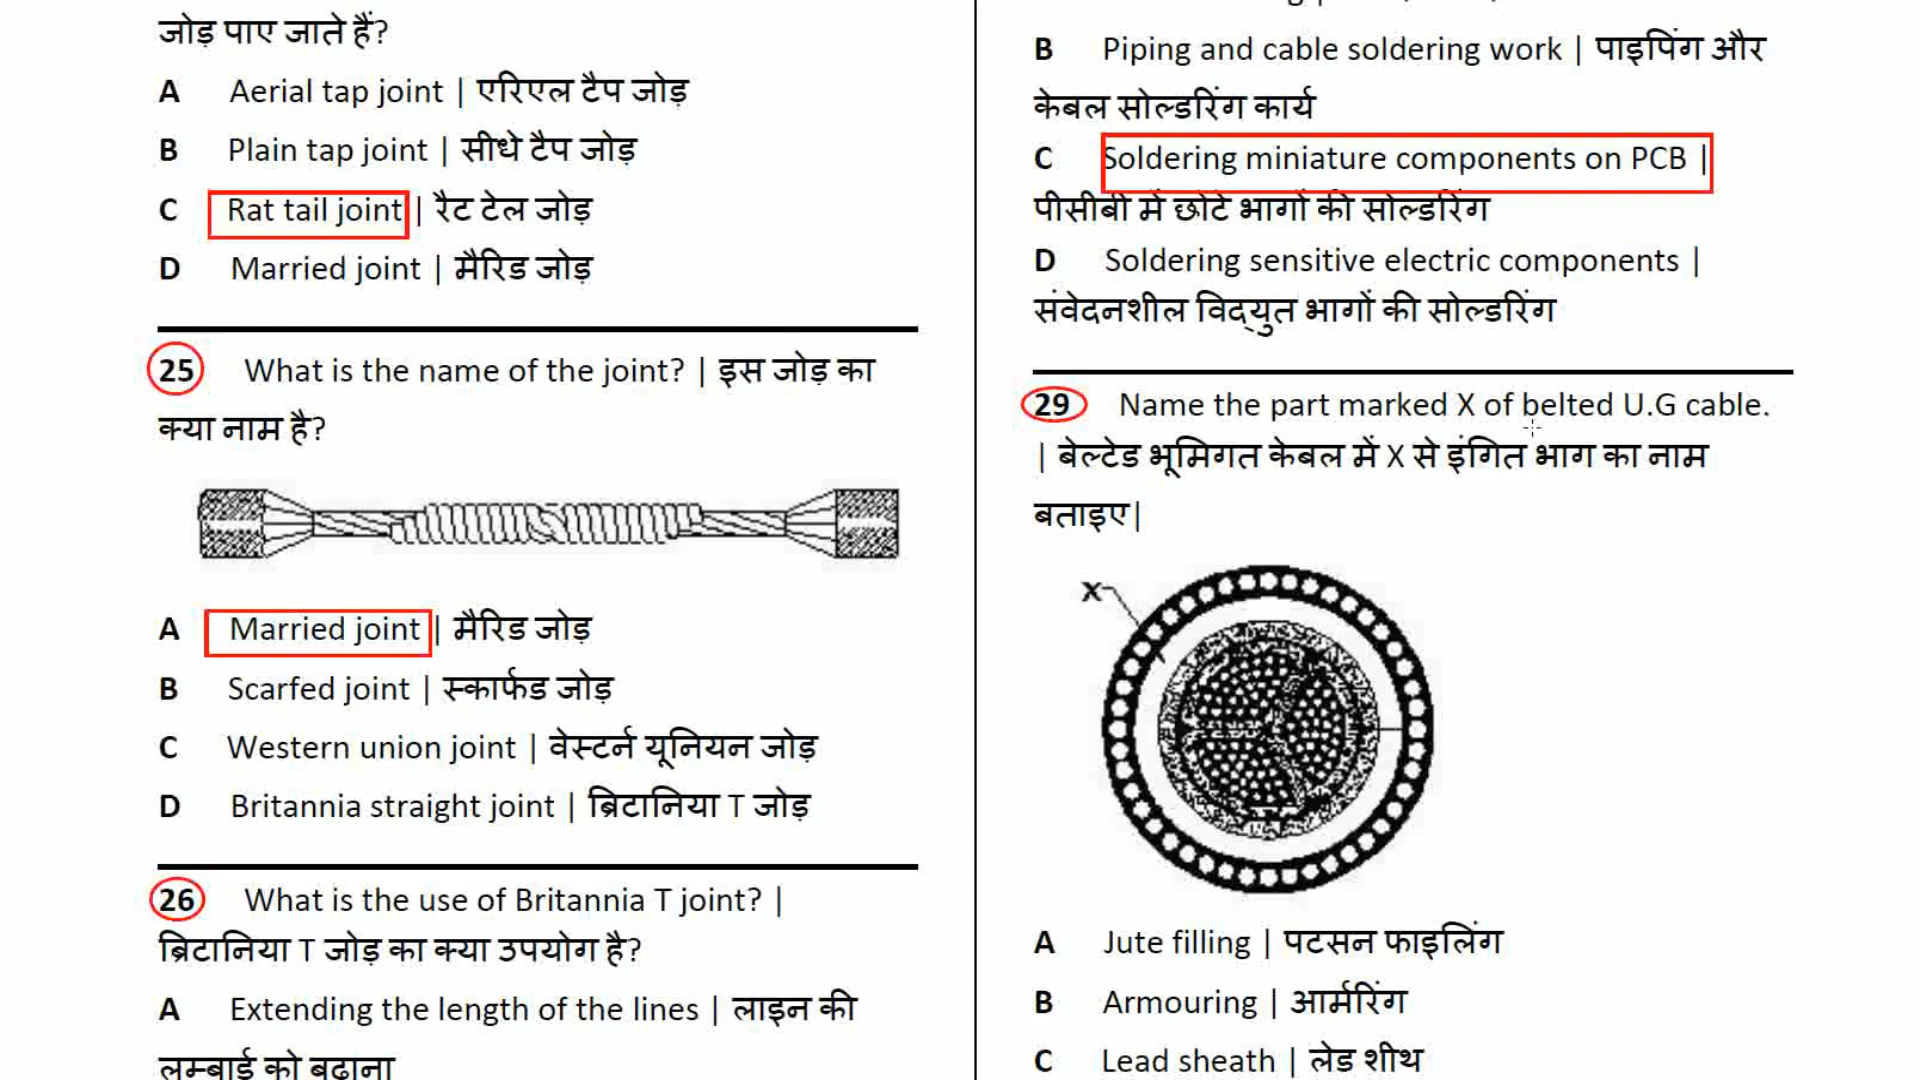 जोड़ पाए जाते हैं?
A Aerial tap joint | एरिएल टैप जोड़
B Plain tap joint | सीधे टैप जोड़
C Rat tail joint | रैट टेल जोड़
D Married joint | मैरिड जोड़
25 What is the name of the joint? | इस जोड़ का
क्या नाम है?
A Married joint | मैरिड जोड़
B Scarfed joint | स्कार्फड जोड़
C Western union joint | वेस्टर्न यूनियन जोड़
D Britannia straight joint | ब्रिटानिया T जोड़
26 What is the use of Britannia T joint? |
ब्रिटानिया T जोड़ का क्या उपयोग है?
A Extending the length of the lines | लाइन की
लम्बाई को बढ़ाना
B Piping and cable soldering work | पाइपिंग और
केबल सोल्डरिंग कार्य
C Soldering miniature components on PCB |
पीसीबी में छोटे भागों की सोल्डरिंग
D Soldering sensitive electric components |
संवेदनशील विद्युत भागों की सोल्डरिंग
29 Name the part marked X of belted U.G cable.
| बेल्टेड भूमिगत केबल में X से इंगित भाग का नाम
बताइए|
X
A Jute filling | पटसन फाइलिंग
B Armouring | आर्मरिंग
C Lead sheath | लेड शीथ